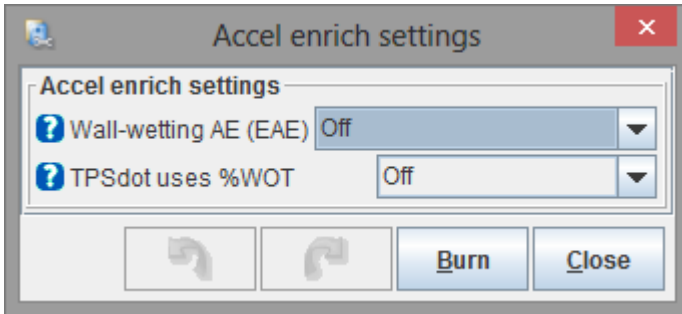 Accel enrich settings
Accel enrich settings
Wall-wetting AE (EAE) Off
TPSdot uses %WOT Off
Burn Close